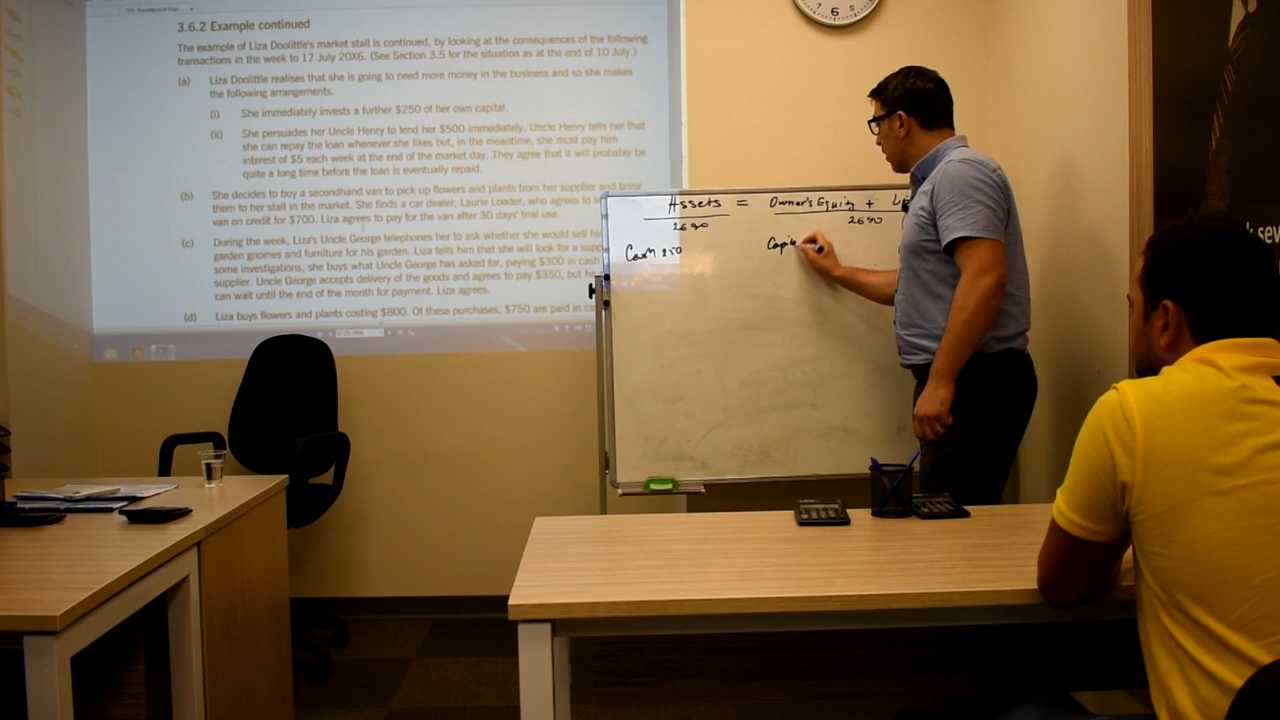 3.6.2 Example continued
The example of Liza Doolittle's market stall is continued, by looking at the consequences of the following
transactions in the week to 17 July 20X6. (See Section 3.5 for the situation as at the end of 10 July.)
(a) Liza Doolittle realises that she is going to need more money in the business and so she makes
the following arrangements.
(i) She immediately invests a further $250 of her own capital.
(ii) She persuades her Uncle Henry to lend her $500 immediately. Uncle Henry tells her that
she can repay the loan whenever she likes but, in the meantime, she must pay him
interest of $5 each week at the end of the market day. They agree that it will probably be
quite a long time before the loan is eventually repaid.
(b) She decides to buy a secondhand van to pick up flowers and plants from her supplier and bring
them to her stall in the market. She finds a car dealer, Laurie Loader, who agrees to
van on credit for $700. Liza agrees to pay for the van after 30 days' trial use.
(c) During the week, Liza's Uncle George telephones her to ask whether she would sell
garden gnomes and furniture for his garden. Liza tells him that she will look for a
some investigations, she buys what Uncle George has asked for, paying $300 in cash
supplier. Uncle George accepts delivery of the goods and agrees to pay $350, but
can wait until the end of the month for payment. Liza agrees.
(d) Liza buys flowers and plants costing $800. Of these purchases, $750 are paid in
Assets = Owner's Equity +
Cash 250
Capi
6
7
5